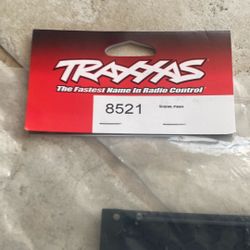 TRAXXAS
The Fastest Name In Radio Control
8521